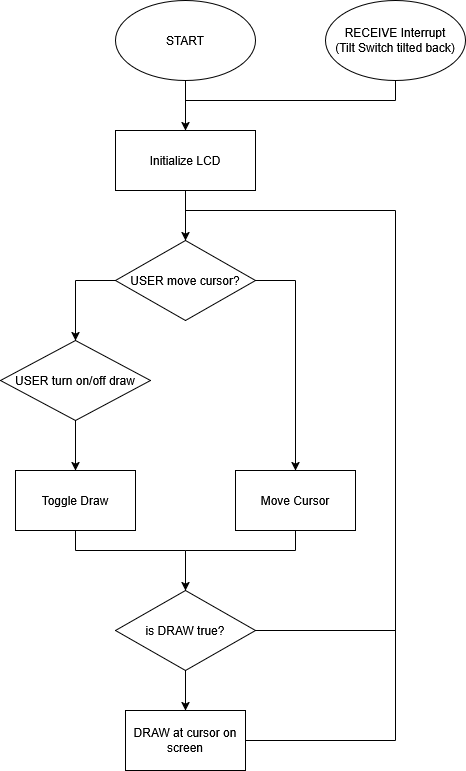 START
RECEIVE Interrupt
(Tilt Switch tilted back)
Initialize LCD
USER move cursor?
USER turn on/off draw
Toggle Draw
Move Cursor
is DRAW true?
DRAW at cursor on
screen